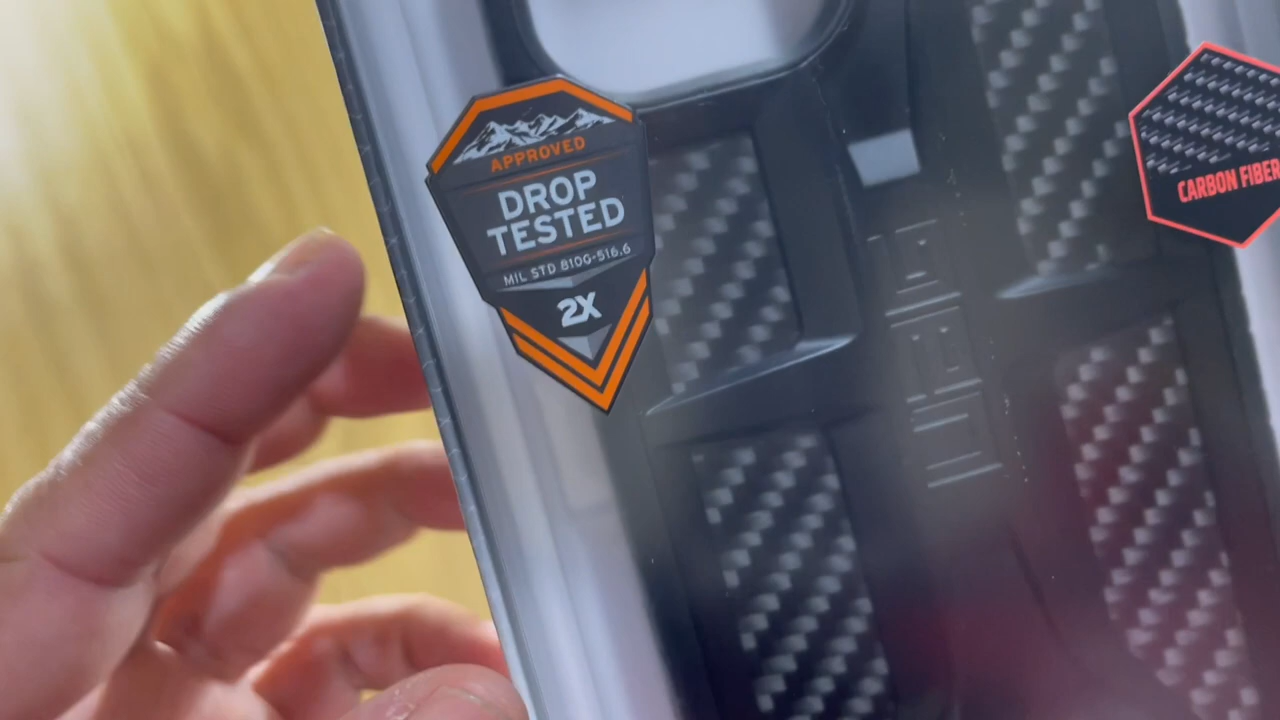 APPROVED
DROP
TESTED
MIL STD 810G-516.6
2X
CARBON FIBER